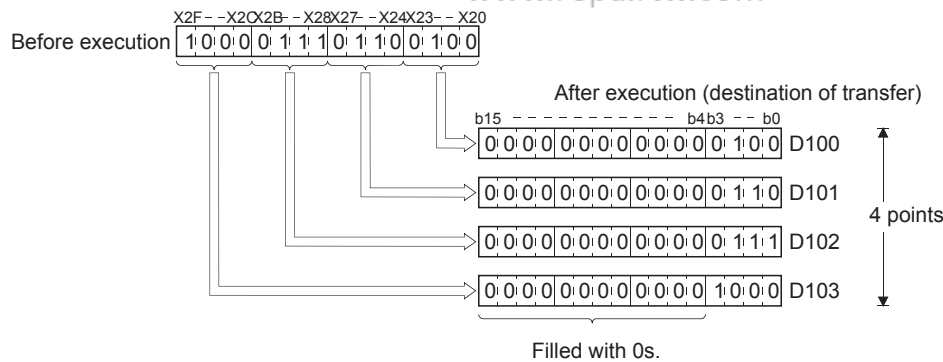 X2F - - X2C X2B - - X28 X27 - - X24 X23 - - X20
Before execution 1 0 0 0 0 1 1 1 0 1 1 0 0 1 0 0
After execution (destination of transfer)
b15 - - - - - - - - - - b4 b3 - - b0
0 0 0 0 0 0 0 0 0 0 0 0 0 1 0 0 D100
0 0 0 0 0 0 0 0 0 0 0 0 0 1 1 0 D101
4 points
0 0 0 0 0 0 0 0 0 0 0 0 0 1 1 1 D102
0 0 0 0 0 0 0 0 0 0 0 0 1 0 0 0 D103
Filled with 0s.